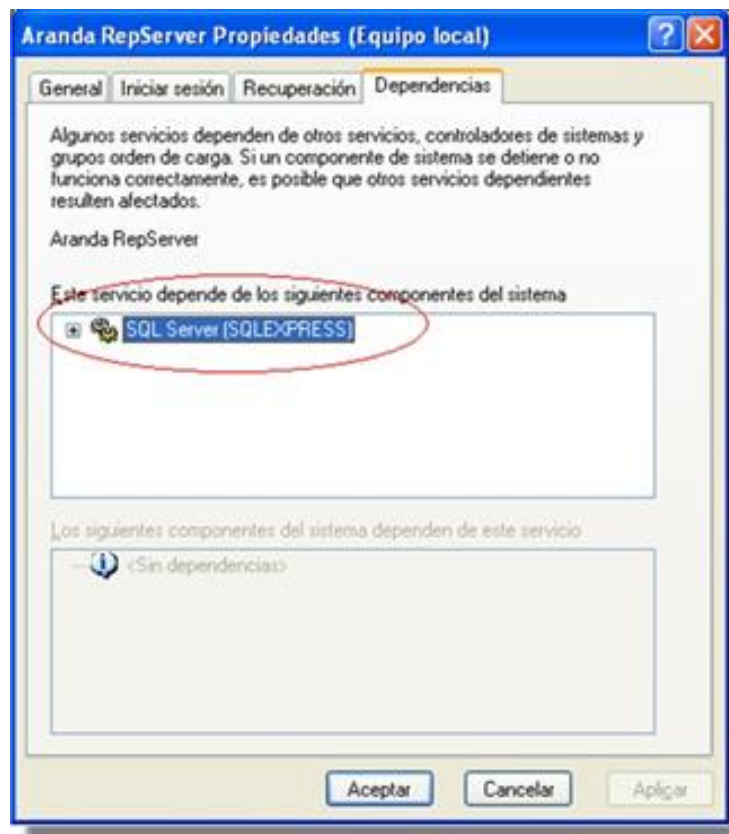 Aranda RepServer Propiedades (Equipo local)
General Iniciar sesión Recuperación Dependencias
Algunos servicios dependen de otros servicios, controladores de sistemas y
grupos orden de carga. Si un componente de sistema se detiene o no
funciona correctamente, es posible que otros servicios dependientes
resulten afectados.
Aranda RepServer
Este servicio depende de los siguientes componentes del sistema
SQL Server (SQLEXPRESS)
Los siguientes componentes del sistema dependen de este servicio
<Sin dependencias>
Aceptar Cancelar Aplicar